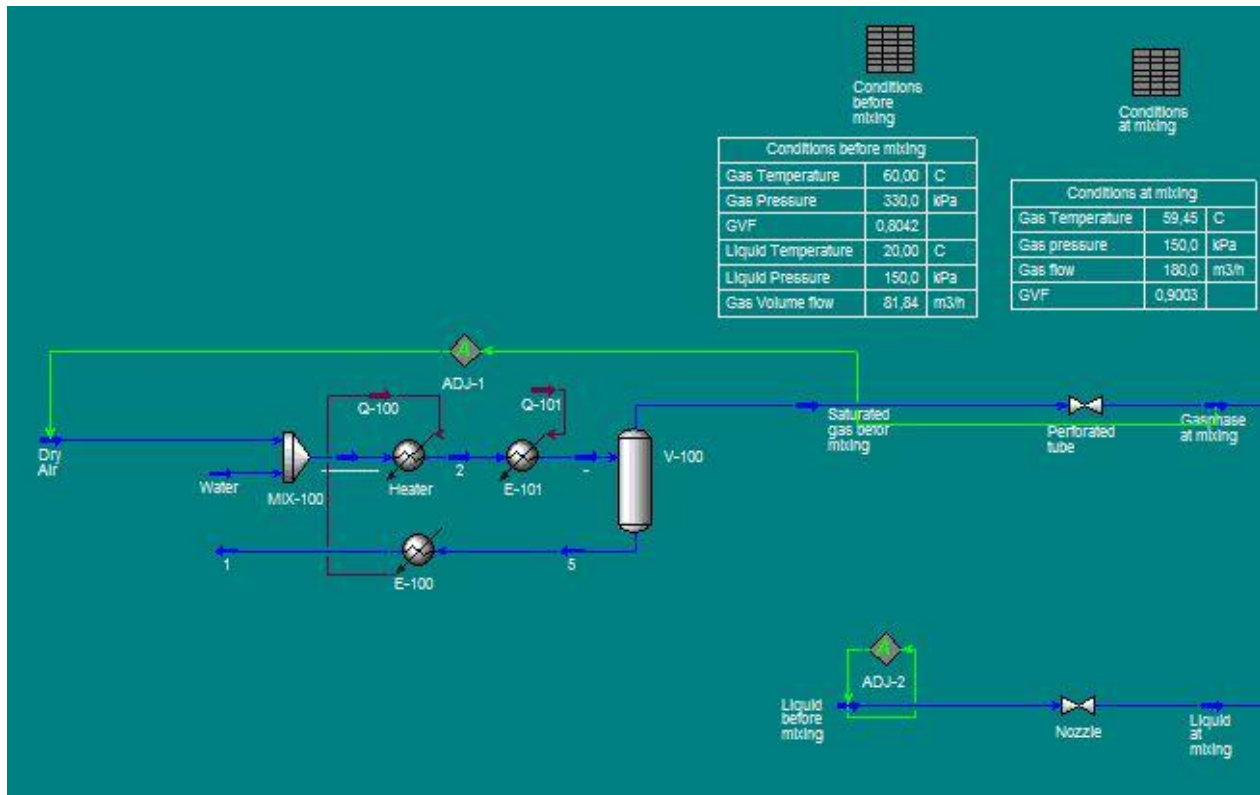 Conditions
before
mixing
Conditions
at mixing
Conditions before mixing
Gas Temperature 60,00 C
Gas Pressure 330,0 kPa
GVF 0,8042
Liquid Temperature 20,00 C
Liquid Pressure 150,0 kPa
Gas Volume flow 81,84 m3/h
Conditions at mixing
Gas Temperature 59,45 C
Gas pressure 150,0 kPa
Gas flow 180,0 m3/h
GVF 0,9003
ADJ-1
Q-100
Q-101
Dry
Air
Water
MIX-100
Heater
2
E-101
V-100
Saturated
gas befor
mixing
Perforated
tube
Gasphase
at mixing
1
E-100
5
ADJ-2
Liquid
before
mixing
Nozzle
Liquid
at
mixing